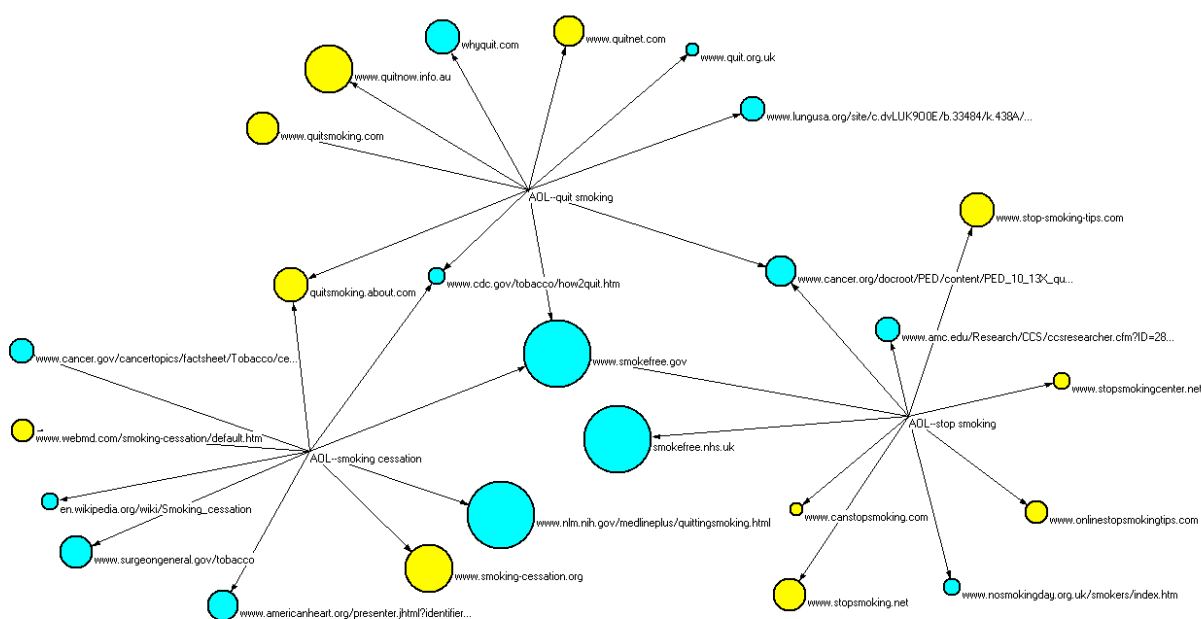 whyquit.com
www.quitnet.com
www.quit.org.uk
www.quitnow.info.au
www.lungusa.org/site/c.dvLUK9O0E/b.33484/k.438A/...
www.quitsmoking.com
AOL--quit smoking
www.stop-smoking-tips.com
www.cancer.org/docroot/PED/content/PED_10_13X_qu...
www.cdc.gov/tobacco/how2quit.htm
quitsmoking.about.com
www.amc.edu/Research/CCS/ccsresearcher.cfm?ID=28...
www.cancer.gov/cancertopics/factsheet/Tobacco/ce...
www.smokefree.gov
www.stopsmokingcenter.net
AOL--stop smoking
www.webmd.com/smoking-cessation/default.htm
smokefree.nhs.uk
AOL--smoking cessation
en.wikipedia.org/wiki/Smoking_cessation
www.canstopsmoking.com
www.onlinestopsmokingtips.com
www.nlm.nih.gov/medlineplus/quittingsmoking.html
www.surgeongeneral.gov/tobacco
www.smoking-cessation.org
www.nosmokingday.org.uk/smokers/index.htm
www.stopsmoking.net
www.americanheart.org/presenter.jhtml?identifier...